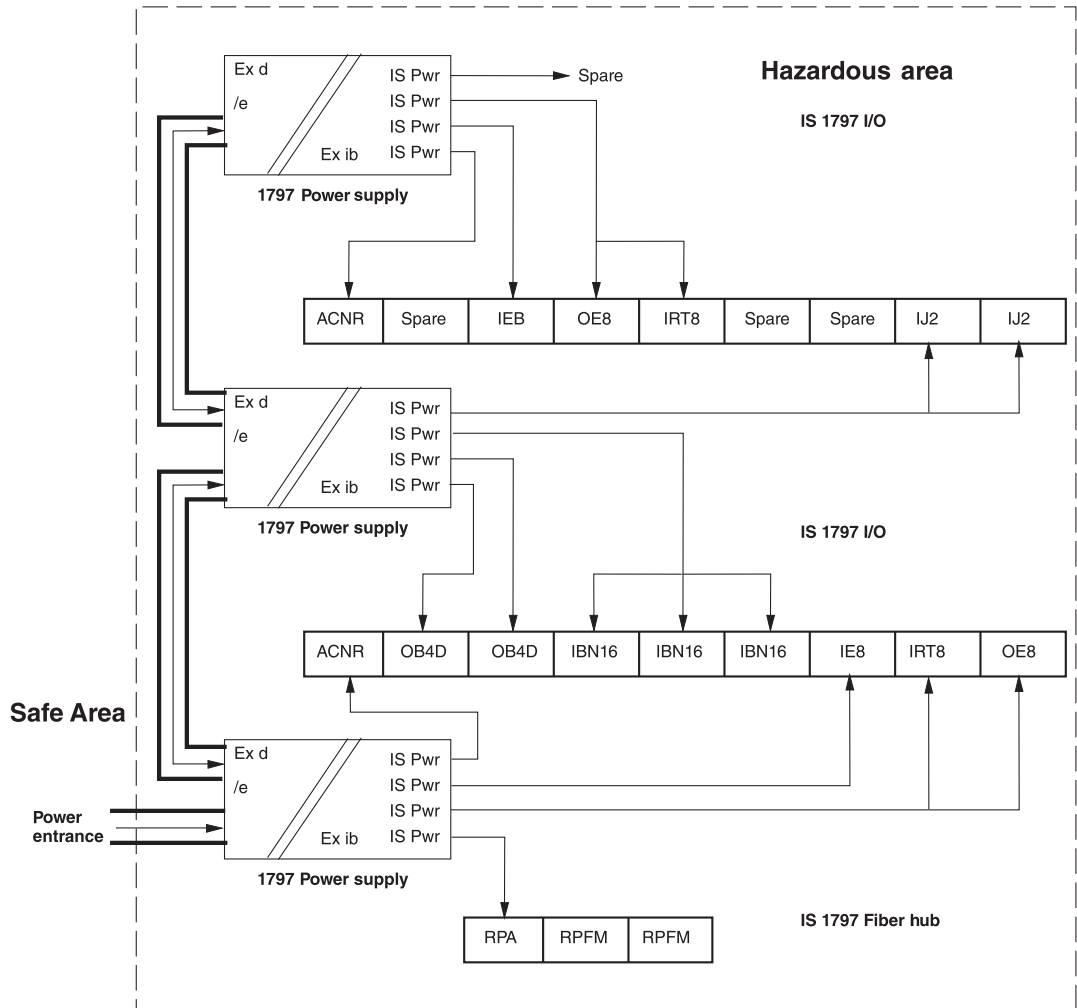 Hazardous area
IS 1797 I/O
Ex d
/e
Ex ib
IS Pwr
IS Pwr
IS Pwr
IS Pwr
Spare
1797 Power supply
ACNR Spare IEB OE8 IRT8 Spare Spare IJ2 IJ2
Ex d
/e
Ex ib
IS Pwr
IS Pwr
IS Pwr
IS Pwr
1797 Power supply
IS 1797 I/O
ACNR OB4D OB4D IBN16 IBN16 IBN16 IE8 IRT8 OE8
Safe Area
Power
entrance
Ex d
/e
Ex ib
IS Pwr
IS Pwr
IS Pwr
IS Pwr
1797 Power supply
IS 1797 Fiber hub
RPA RPFM RPFM